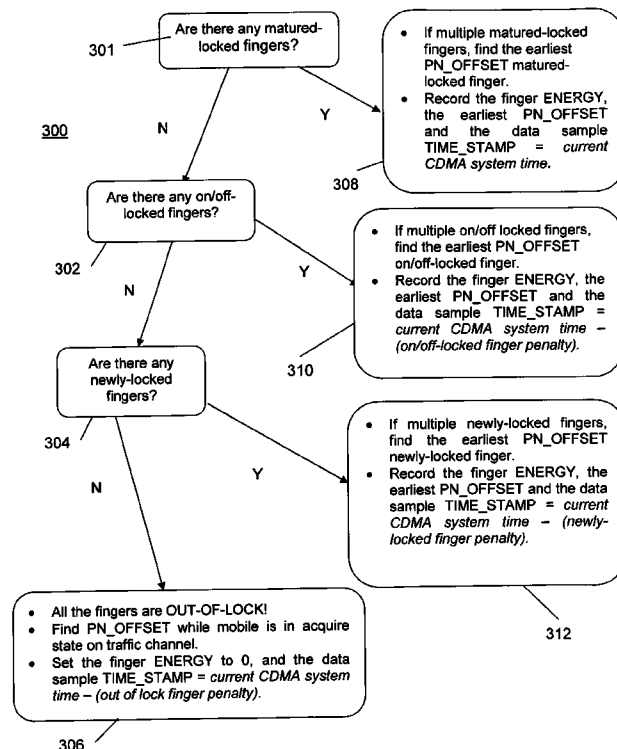 Are there any matured-
locked fingers?
301
300
N
Y
• If multiple matured-locked
fingers, find the earliest
PN_OFFSET matured-
locked finger.
• Record the finger ENERGY,
the earliest PN_OFFSET
and the data sample
TIME_STAMP = current
CDMA system time.
308
Are there any on/off-
locked fingers?
302
N
Y
• If multiple on/off locked fingers,
find the earliest PN_OFFSET
on/off-locked finger.
• Record the finger ENERGY, the
earliest PN_OFFSET and the
data sample TIME_STAMP =
current CDMA system time –
(on/off-locked finger penalty).
310
Are there any
newly-locked
fingers?
304
N
Y
• If multiple newly-locked fingers,
find the earliest PN_OFFSET
newly-locked finger.
• Record the finger ENERGY, the
earliest PN_OFFSET and the data
sample TIME_STAMP = current
CDMA system time – (newly-
locked finger penalty).
312
• All the fingers are OUT-OF-LOCK!
• Find PN_OFFSET while mobile is in acquire
state on traffic channel.
• Set the finger ENERGY to 0, and the data
sample TIME_STAMP = current CDMA system
time – (out of lock finger penalty).
306